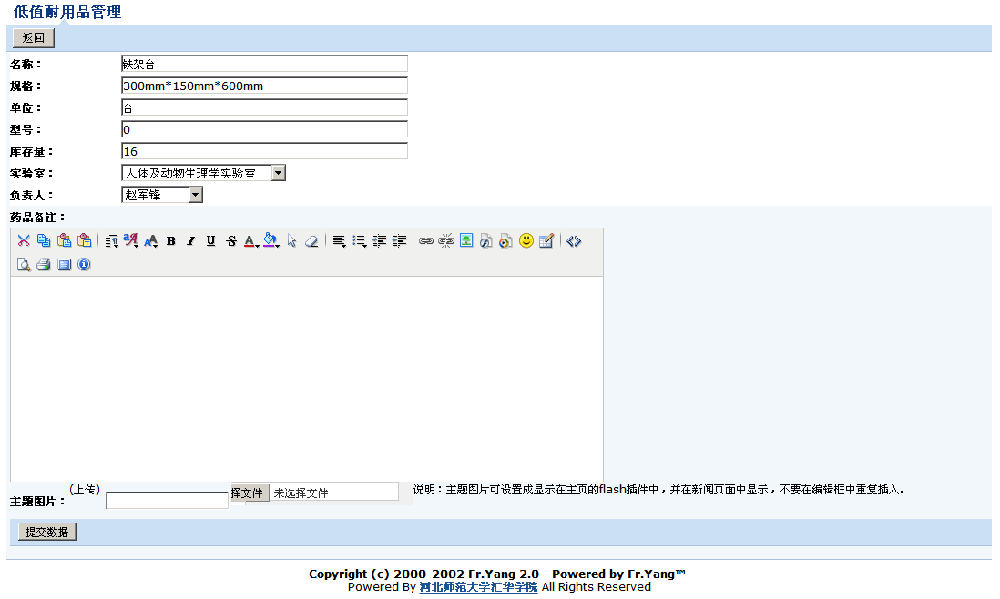 低值耐用品管理
返回
名称： 铁架台
规格： 300mm*150mm*600mm
单位： 台
型号： 0
库存量： 16
实验室： 人体及动物生理学实验室
负责人： 赵军锋
药品备注：
主题图片： (上传) 择文件 未选择文件 说明：主题图片可设置成显示在主页的flash插件中，并在新闻页面中显示，不要在编辑框中重复插入。
提交数据
Copyright (c) 2000-2002 Fr.Yang 2.0 - Powered by Fr.Yang™
Powered By 河北师范大学汇华学院 All Rights Reserved